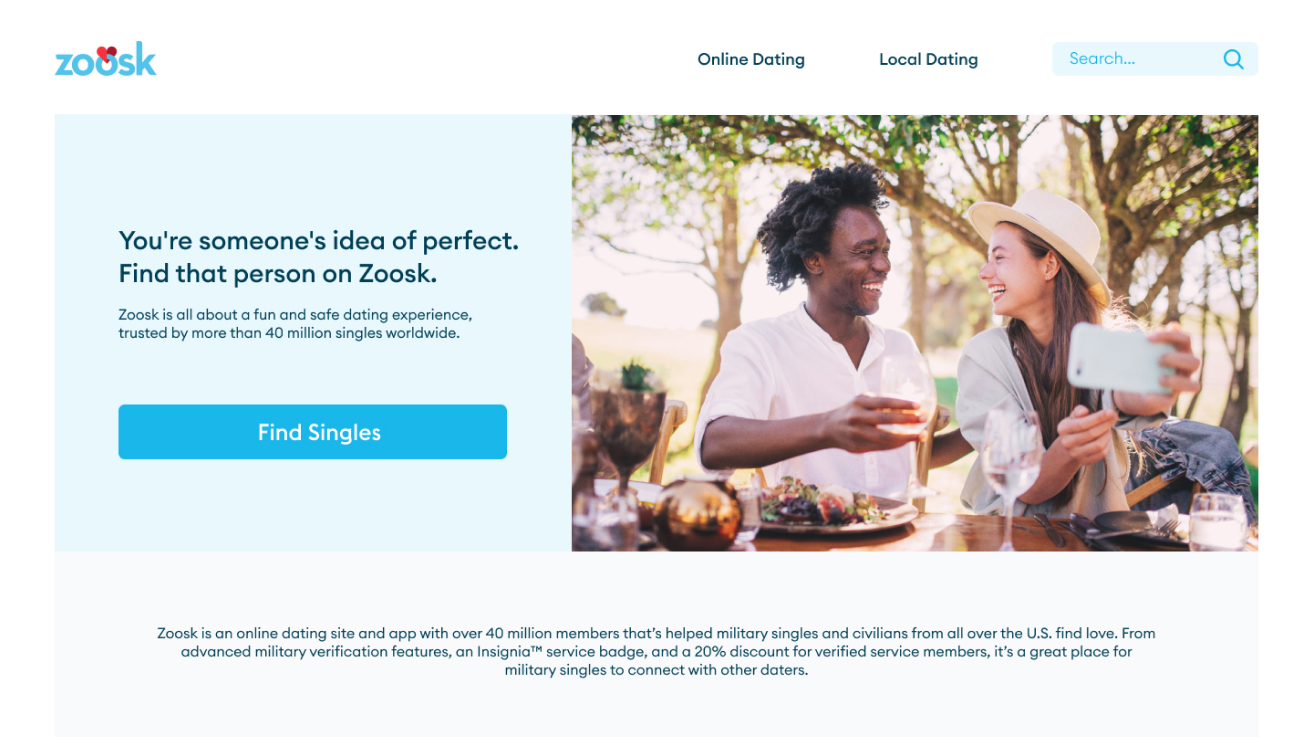 zoosk
Online Dating
Local Dating
Search...
You're someone's idea of perfect.
Find that person on Zoosk.
Zoosk is all about a fun and safe dating experience,
trusted by more than 40 million singles worldwide.
Find Singles
Zoosk is an online dating site and app with over 40 million members that’s helped military singles and civilians from all over the U.S. find love. From
advanced military verification features, an Insignia™ service badge, and a 20% discount for verified service members, it’s a great place for
military singles to connect with other daters.